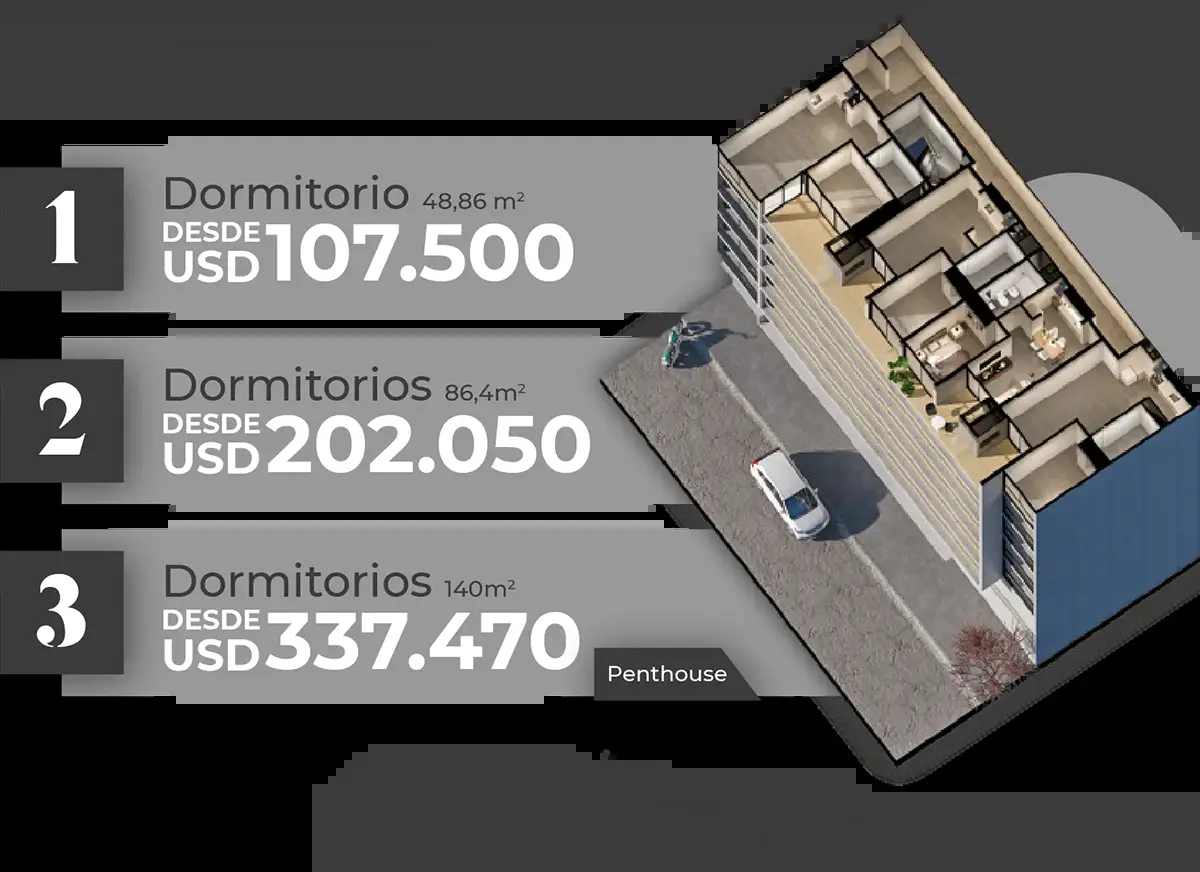 1
Dormitorio 48,86 m²
DESDE
USD 107.500
2
Dormitorios 86,4m²
DESDE
USD 202.050
3
Dormitorios 140m²
DESDE
USD 337.470
Penthouse